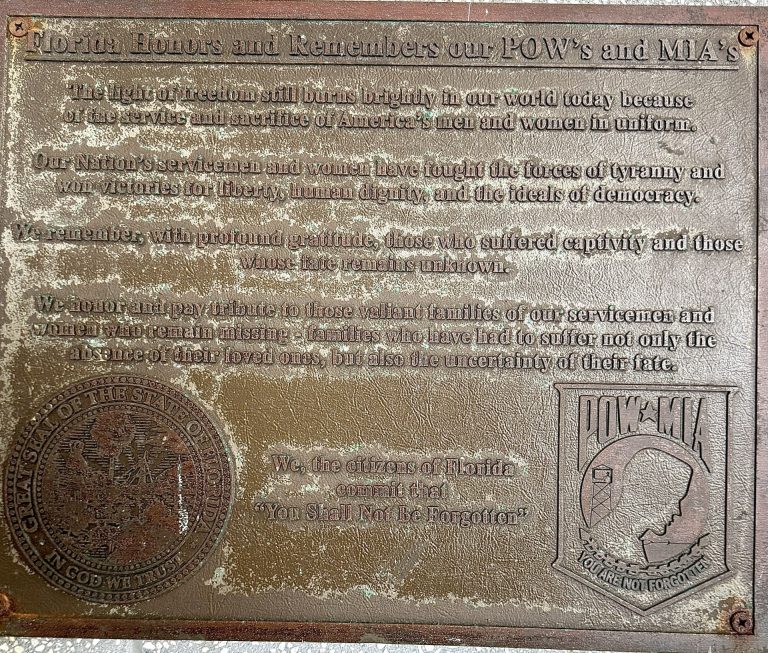 Florida Honors and Remembers our POW's and MIA's
The light of freedom still burns brightly in our world today because
of the service and sacrifice of America's men and women in uniform.
Our Nation's servicemen and women have fought the forces of tyranny and
won victories for liberty, human dignity, and the ideals of democracy.
We remember, with profound gratitude, those who suffered captivity and those
whose fate remains unknown.
We honor and pay tribute to those valiant families of our servicemen and
women who remain missing - families who have had to suffer not only the
absence of their loved ones, but also the uncertainty of their fate.
GREAT SEAL OF THE STATE OF FLORIDA
IN GOD WE TRUST
We, the citizens of Florida
commit that
"You Shall Not Be Forgotten"
POW★MIA
YOU ARE NOT FORGOTTEN